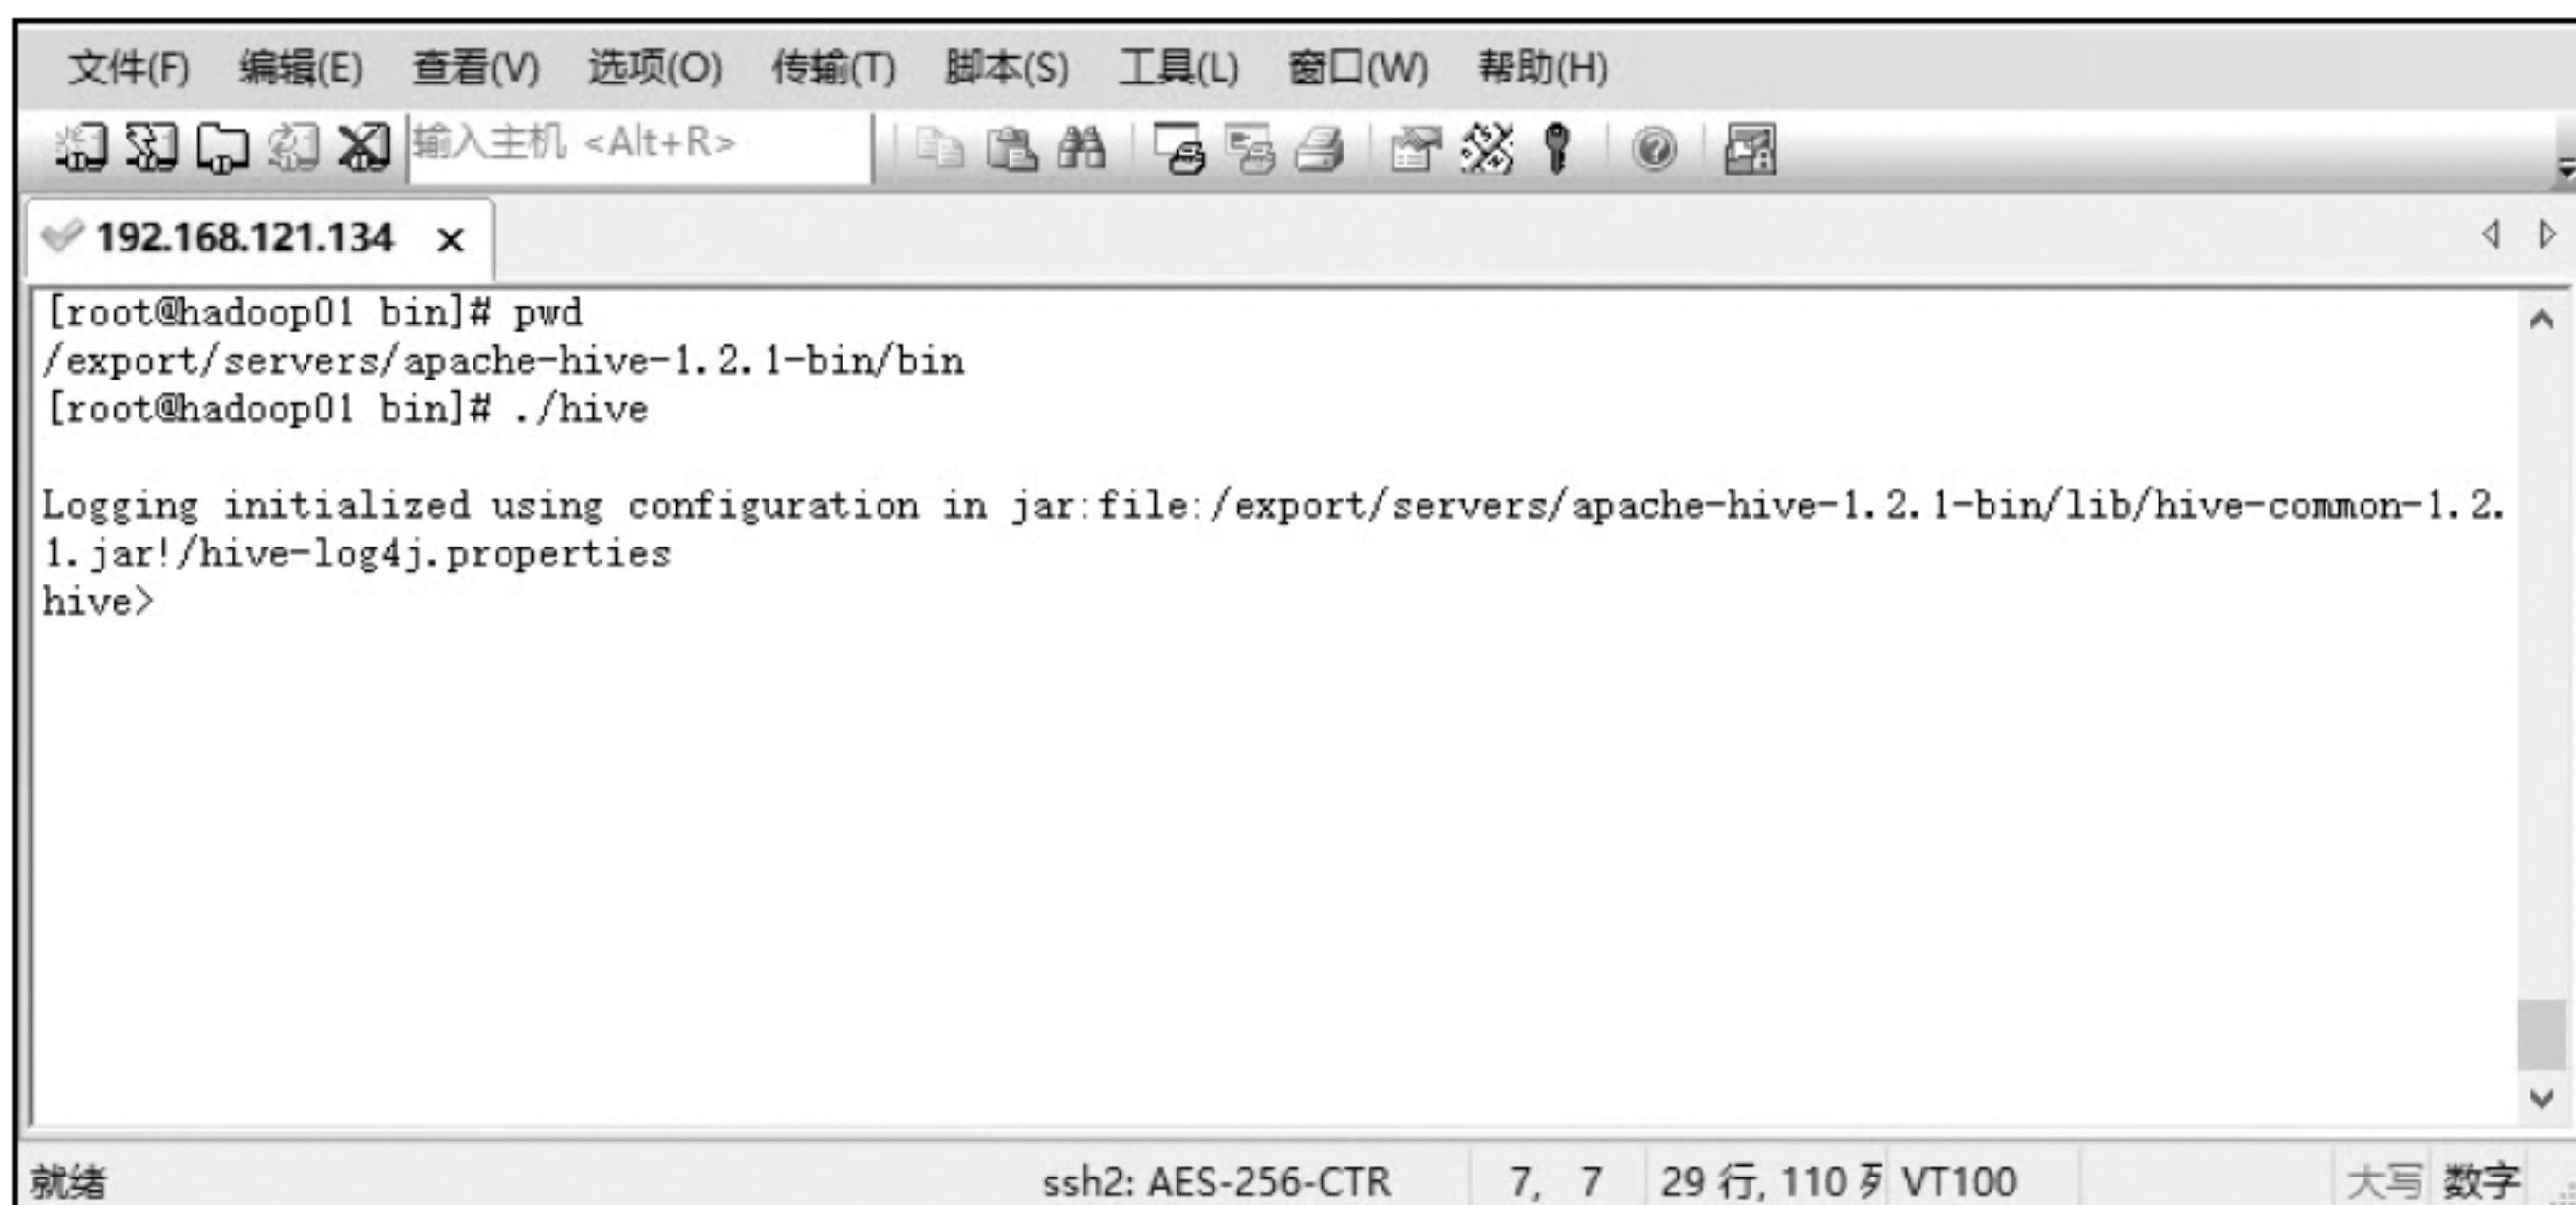 文件(F) 编辑(E) 查看(V) 选项(O) 传输(T) 脚本(S) 工具(L) 窗口(W) 帮助(H)
输入主机 <Alt+R>
192.168.121.134 ×
[root@hadoop01 bin]# pwd
/export/servers/apache-hive-1.2.1-bin/bin
[root@hadoop01 bin]# ./hive
Logging initialized using configuration in jar:file:/export/servers/apache-hive-1.2.1-bin/lib/hive-common-1.2.
1.jar!/hive-log4j.properties
hive>
就绪 ssh2: AES-256-CTR 7, 7 29 行, 110 VT100 大写 数字